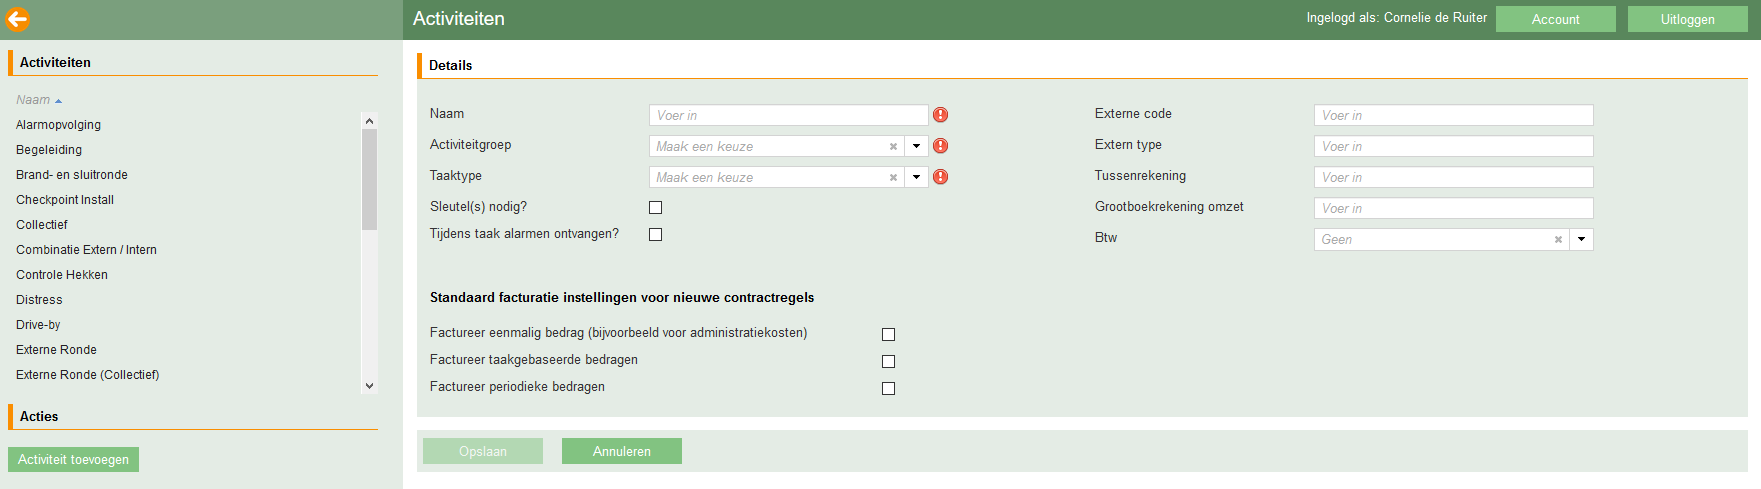 Activiteiten
Ingelogd als: Cornelie de Ruiter
Account
Uitloggen
Activiteiten
Naam
Alarmopvolging
Begeleiding
Brand- en sluitronde
Checkpoint Install
Collectief
Combinatie Extern / Intern
Controle Hekken
Distress
Drive-by
Externe Ronde
Externe Ronde (Collectief)
Acties
Activiteit toevoegen
Details
Naam Voer in
Activiteitgroep Maak een keuze
Taaktype Maak een keuze
Sleutel(s) nodig?
Tijdens taak alarmen ontvangen?
Externe code Voer in
Extern type Voer in
Tussenrekening Voer in
Grootboekrekening omzet Voer in
Btw Geen
Standaard facturatie instellingen voor nieuwe contractregels
Factureer eenmalig bedrag (bijvoorbeeld voor administratiekosten)
Factureer taakgebaseerde bedragen
Factureer periodieke bedragen
Opslaan
Annuleren